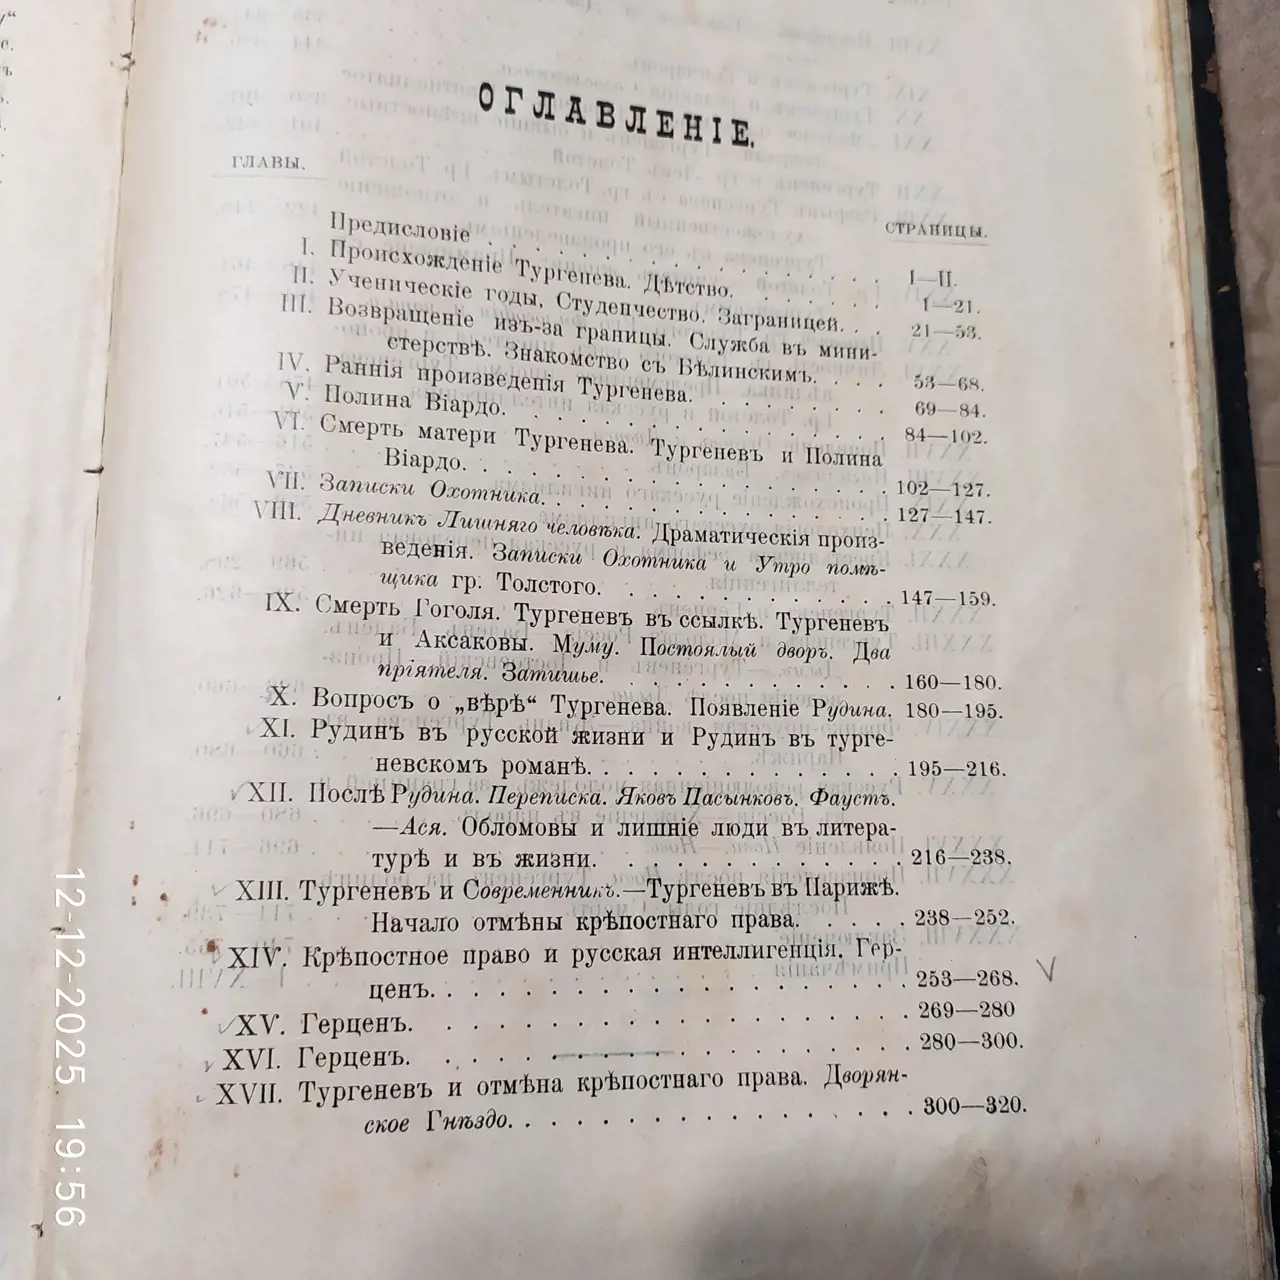 ОГЛАВЛЕНІЕ.
ГЛАВЫ.
СТРАНИЦЫ.
Предисловіе . . . . . . . . . . . . . . . I—II.
I. Происхожденіе Тургенева. Дѣтство. . . . . . . 1—21.
II. Ученическіе годы. Студенчество. Заграницей. . . 21—53.
III. Возвращеніе изъ-за границы. Служба въ мини-
стерствѣ. Знакомство съ Бѣлинскимъ. . . . 53—68.
IV. Раннія произведенія Тургенева. . . . . . . . . 69—84.
V. Полина Віардо. . . . . . . . . . . . . . 84—102.
VI. Смерть матери Тургенева. Тургеневъ и Полина
Віардо. . . . . . . . . . . . . . . 102—127.
VII. Записки Охотника. . . . . . . . . . . . . 127—147.
VIII. Дневникъ Лишняго человѣка. Драматическія произ-
веденія. Записки Охотника и Утро помѣ-
щика гр. Толстого. . . . . . . . . . . 147—159.
IX. Смерть Гоголя. Тургеневъ въ ссылкѣ. Тургеневъ
и Аксаковы. Муму. Постоялый дворъ. Два
пріятеля. Затишье. . . . . . . . . . . 160—180.
X. Вопросъ о „вѣрѣ“ Тургенева. Появленіе Рудина. 180—195.
XI. Рудинъ въ русской жизни и Рудинъ въ турге-
невскомъ романѣ. . . . . . . . . . . . 195—216.
XII. Послѣ Рудина. Переписка. Яковъ Пасынковъ. Фаустъ.
—Ася. Обломовы и лишніе люди въ литера-
турѣ и въ жизни. . . . . . . . . . . . 216—238.
XIII. Тургеневъ и Современникъ.—Тургеневъ въ Парижѣ.
Начало отмѣны крѣпостнаго права. . . . . 238—252.
XIV. Крѣпостное право и русская интеллигенція. Гер-
ценъ. . . . . . . . . . . . . . . . 253—268.
XV. Герценъ. . . . . . . . . . . . . . . . 269—280
XVI. Герценъ. . . . . . . . . . . . . . . . 280—300.
XVII. Тургеневъ и отмѣна крѣпостнаго права. Дворян-
ское Гнѣздо. . . . . . . . . . . . . . 300—320.
12-12-2025 19:56